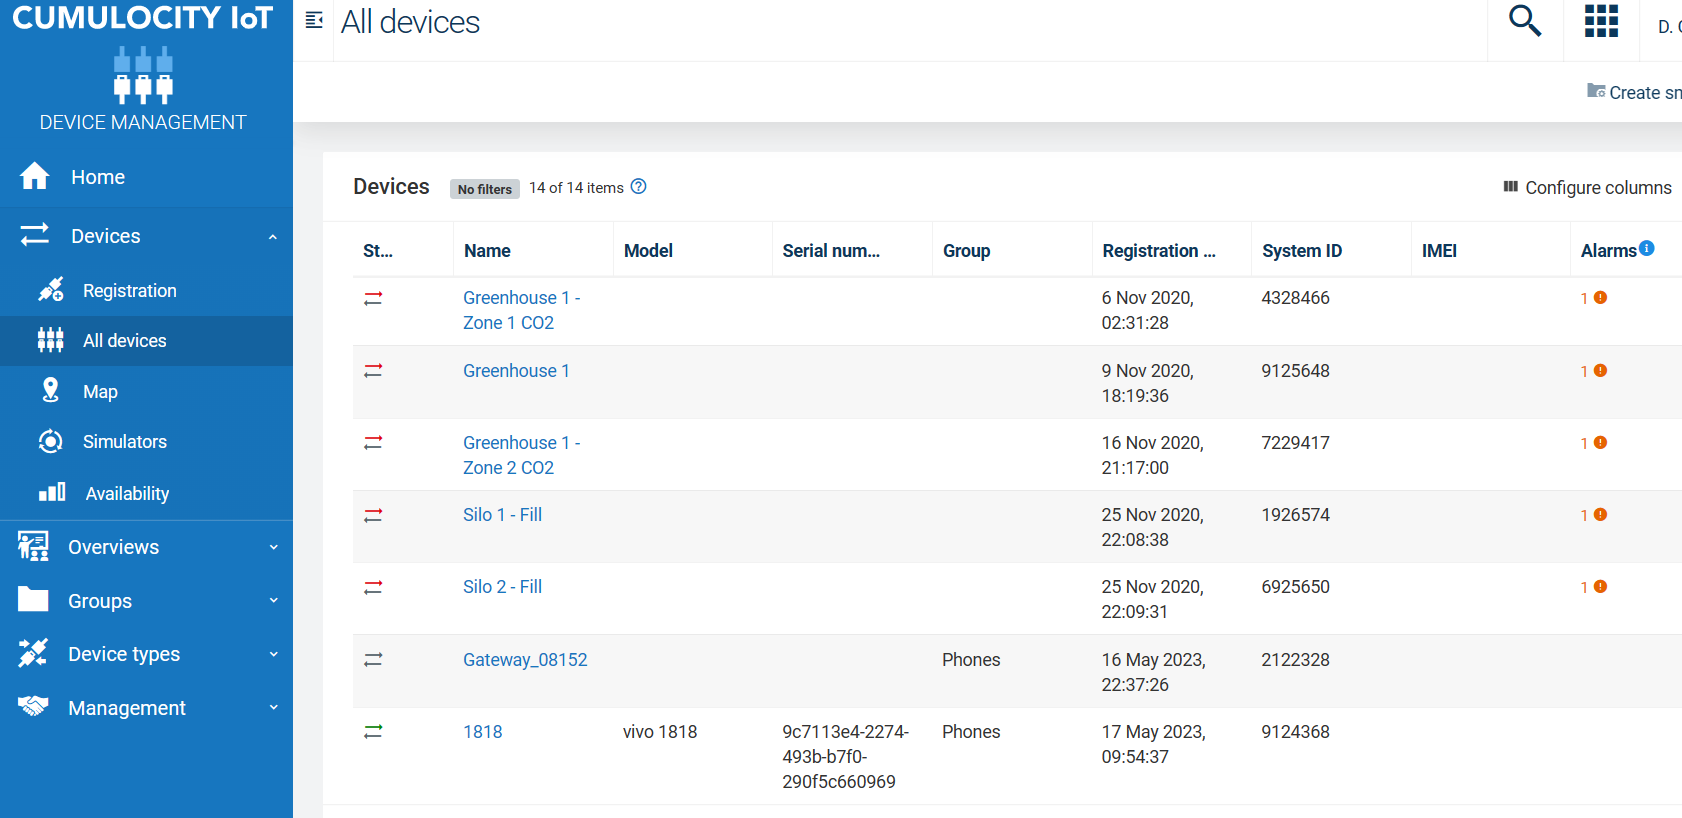 CUMULOCITY IoT
DEVICE MANAGEMENT
Home
Devices
Registration
All devices
Map
Simulators
Availability
Overviews
Groups
Device types
Management
All devices
D.
Create
Devices No filters 14 of 14 items
Configure columns
St... Name Model Serial num... Group Registration ... System ID IMEI Alarms
Greenhouse 1 - 6 Nov 2020, 4328466 1
Zone 1 CO2 02:31:28
Greenhouse 1 9 Nov 2020, 9125648 1
18:19:36
Greenhouse 1 - 16 Nov 2020, 7229417 1
Zone 2 CO2 21:17:00
Silo 1 - Fill 25 Nov 2020, 1926574 1
22:08:38
Silo 2 - Fill 25 Nov 2020, 6925650 1
22:09:31
Gateway_08152 Phones 16 May 2023, 2122328
22:37:26
1818 vivo 1818 9c7113e4-2274- Phones 17 May 2023, 9124368
493b-b7f0- 09:54:37
290f5c660969